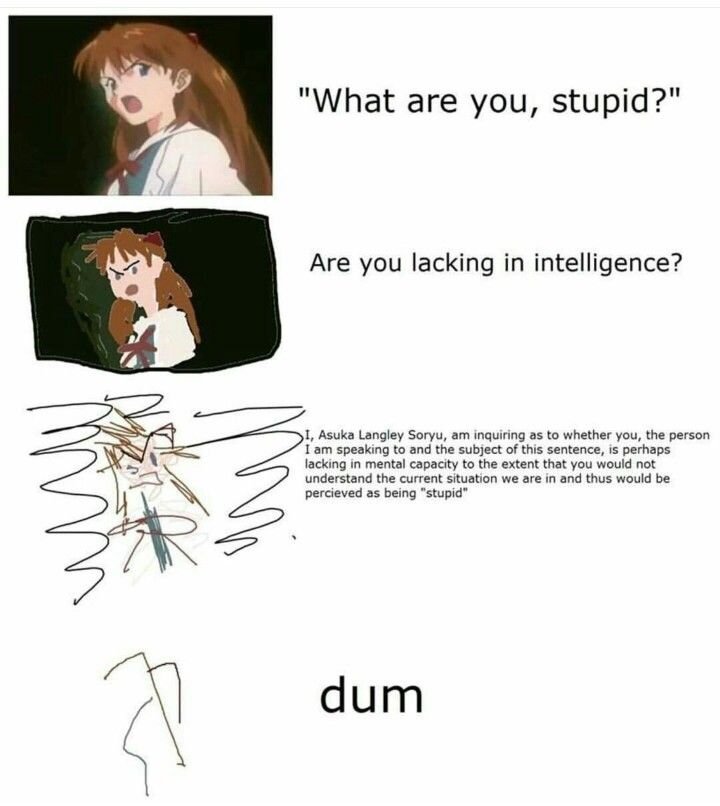 "What are you, stupid?"
Are you lacking in intelligence?
I, Asuka Langley Soryu, am inquiring as to whether you, the person
I am speaking to and the subject of this sentence, is perhaps
lacking in mental capacity to the extent that you would not
understand the current situation we are in and thus would be
percieved as being "stupid"
dum